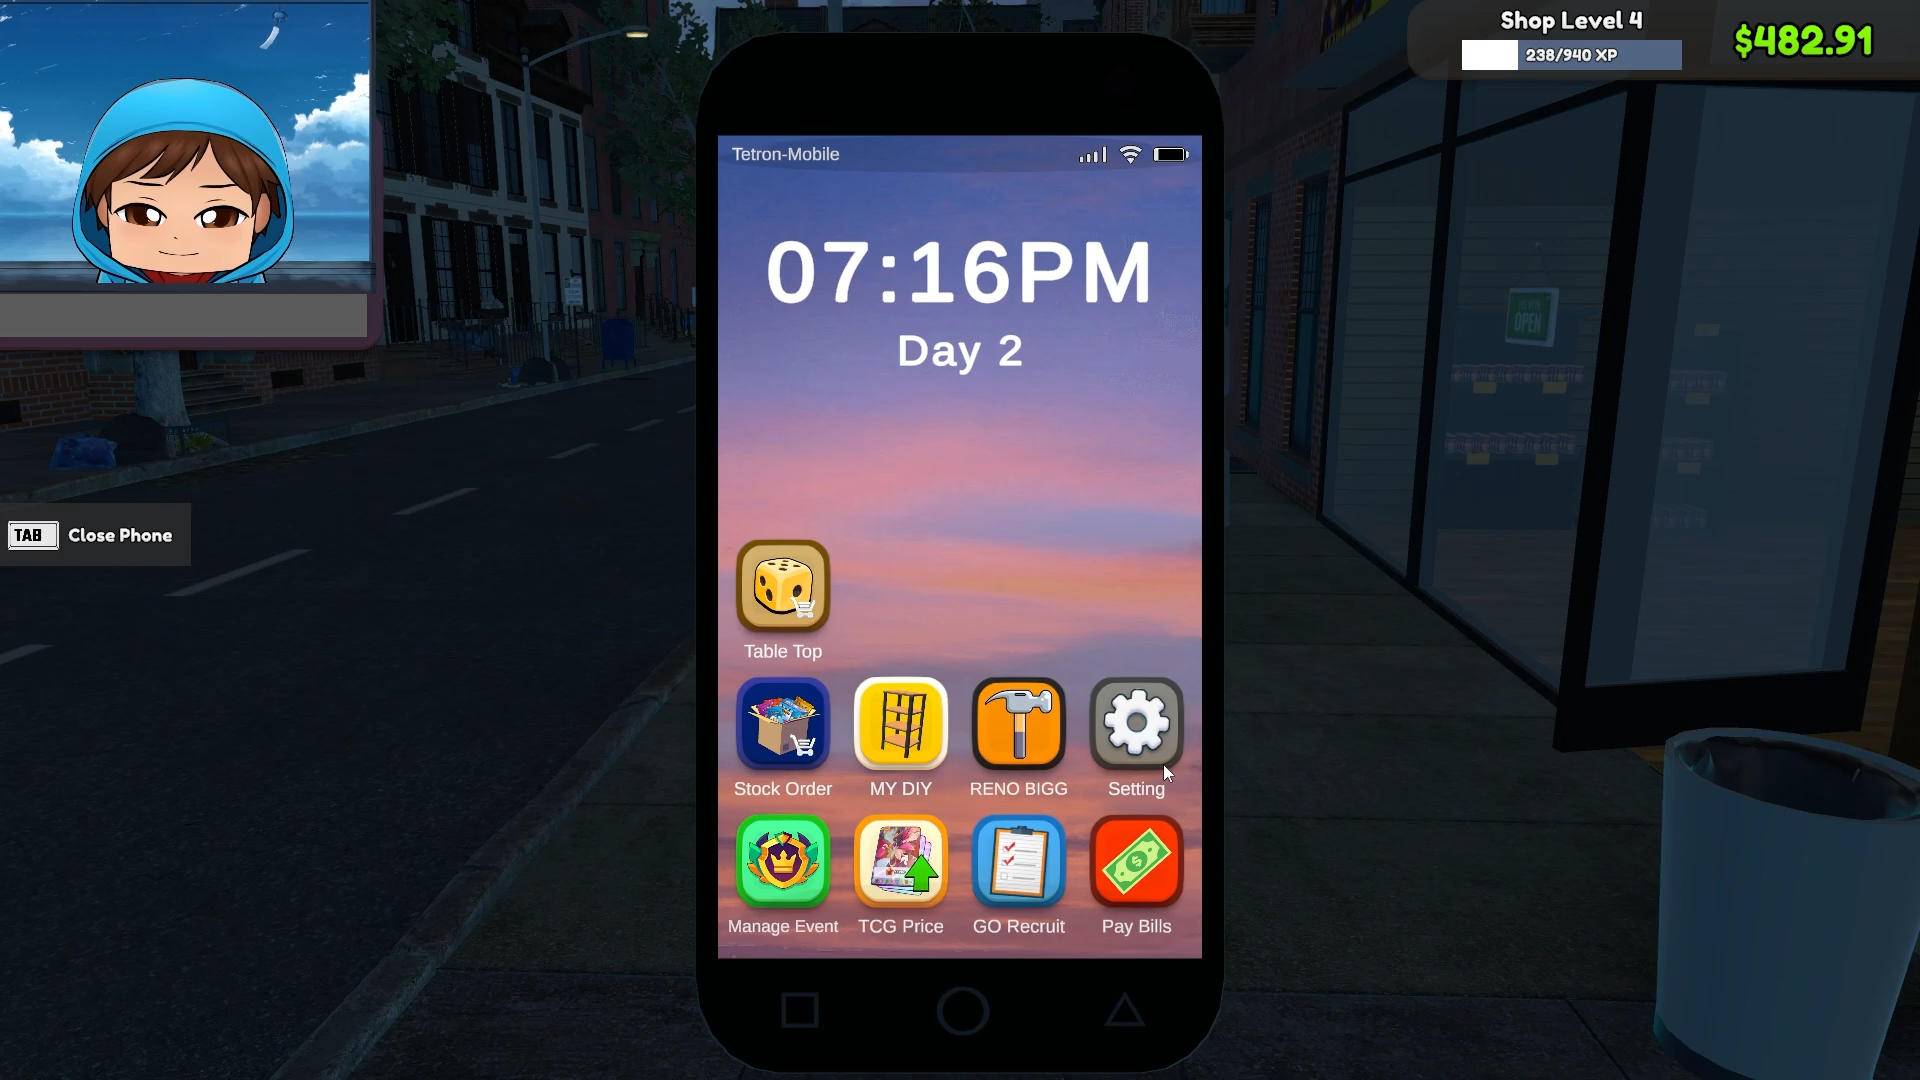 Shop Level 4
238/940 XP
$482.91
Tetron-Mobile
07:16PM
Day 2
OPEN
TAB Close Phone
Table Top
Stock Order
MY DIY
RENO BIGG
Setting
Manage Event
TCG Price
GO Recruit
Pay Bills